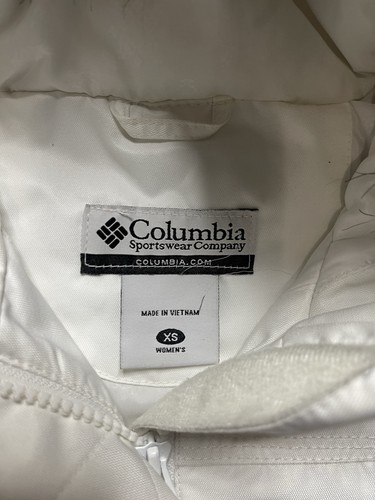 Columbia
Sportswear Company
COLUMBIA.COM
MADE IN VIETNAM
XS
WOMEN'S